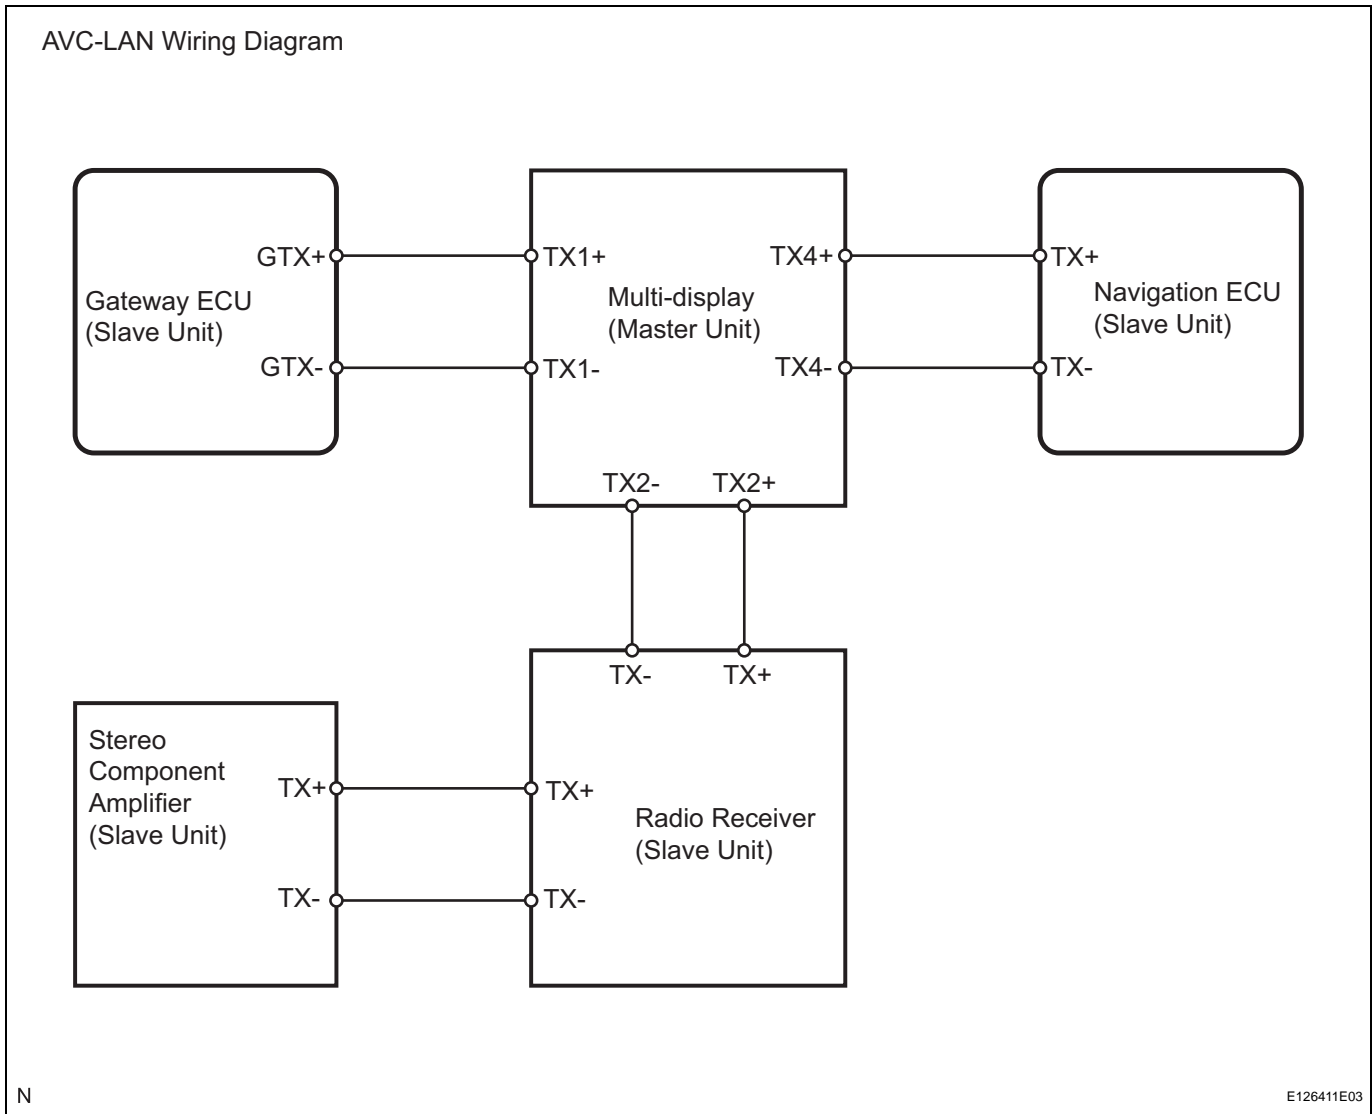 AVC-LAN Wiring Diagram
Gateway ECU
(Slave Unit)
GTX+
GTX-
TX1+
TX1-
Multi-display
(Master Unit)
TX4+
TX4-
TX2-
TX2+
TX+
TX-
Navigation ECU
(Slave Unit)
TX-
TX+
Stereo
Component
Amplifier
(Slave Unit)
TX+
TX-
TX+
TX-
Radio Receiver
(Slave Unit)
N
E126411E03